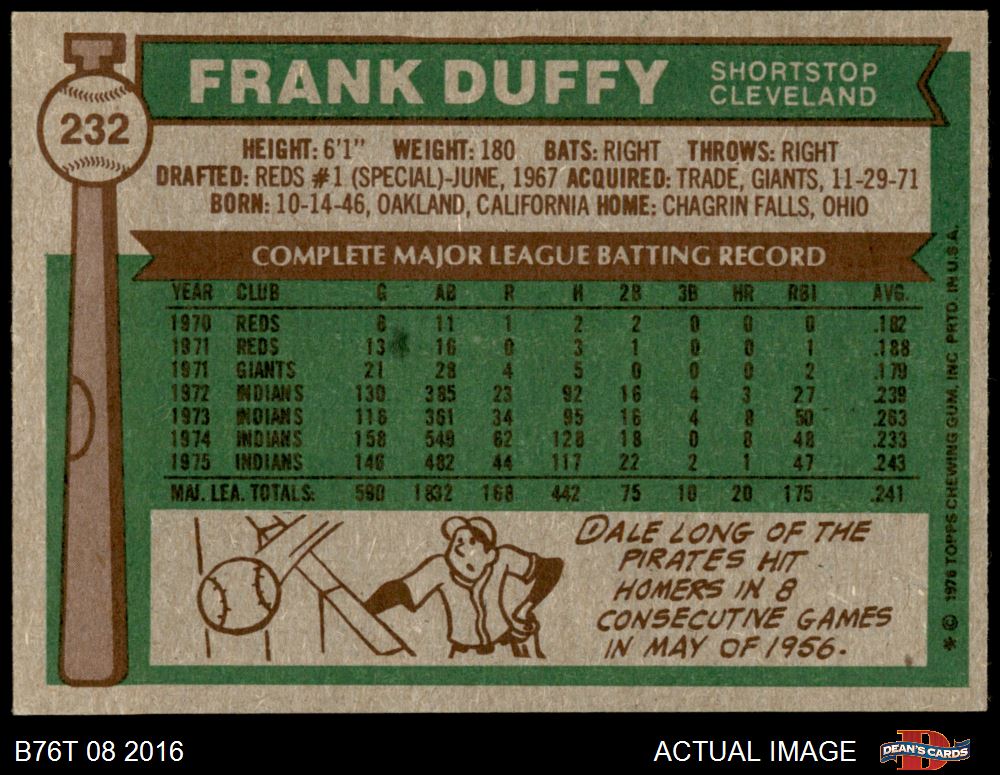 FRANK DUFFY
SHORTSTOP
CLEVELAND
232
HEIGHT: 6'1" WEIGHT: 180 BATS: RIGHT THROWS: RIGHT
DRAFTED: REDS #1 (SPECIAL)-JUNE, 1967 ACQUIRED: TRADE, GIANTS, 11-29-71
BORN: 10-14-46, OAKLAND, CALIFORNIA HOME: CHAGRIN FALLS, OHIO
COMPLETE MAJOR LEAGUE BATTING RECORD
YEAR CLUB G AB R H 2B 3B HR RBI AVG.
1970 REDS 6 11 1 2 2 0 0 0 .182
1971 REDS 13 16 0 3 1 0 0 1 .188
1971 GIANTS 21 28 4 5 0 0 0 2 .179
1972 INDIANS 130 385 23 92 16 4 3 27 .239
1973 INDIANS 116 361 34 95 16 4 8 50 .263
1974 INDIANS 158 549 62 128 18 0 8 48 .233
1975 INDIANS 146 482 44 117 22 2 1 47 .243
MAJ. LEA. TOTALS: 590 1832 168 442 75 10 20 175 .241
DALE LONG OF THE
PIRATES HIT
HOMERS IN 8
CONSECUTIVE GAMES
IN MAY OF 1956.
* © 1976 TOPPS CHEWING GUM, INC. PRTD. IN U.S.A.
B76T 08 2016
ACTUAL IMAGE
D
DEAN'S CARDS